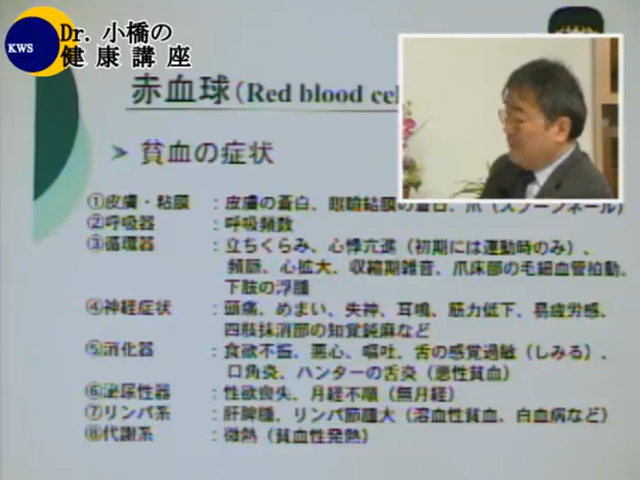 KWS
Dr. 小橋の
健 康 講 座
赤血球(Red blood cel
➢ 貧血の症状
①皮膚・粘膜 : 皮膚の蒼白、眼瞼結膜の蒼白、爪(スプーンネール)
②呼吸器 : 呼吸頻数
③循環器 : 立ちくらみ、心悸亢進(初期には運動時のみ)、
頻脈、心拡大、収縮期雑音、爪床部の毛細血管拍動、
下肢の浮腫
④神経症状 : 頭痛、めまい、失神、耳鳴、筋力低下、易疲労感、
四肢抹消部の知覚鈍麻など
⑤消化器 : 食欲不振、悪心、嘔吐、舌の感覚過敏(しみる)、
口角炎、ハンターの舌炎(悪性貧血)
⑥泌尿性器 : 性欲喪失、月経不順(無月経)
⑦リンパ系 : 肝脾腫、リンパ節腫大(溶血性貧血、白血病など)
⑧代謝系 : 微熱(貧血性発熱)